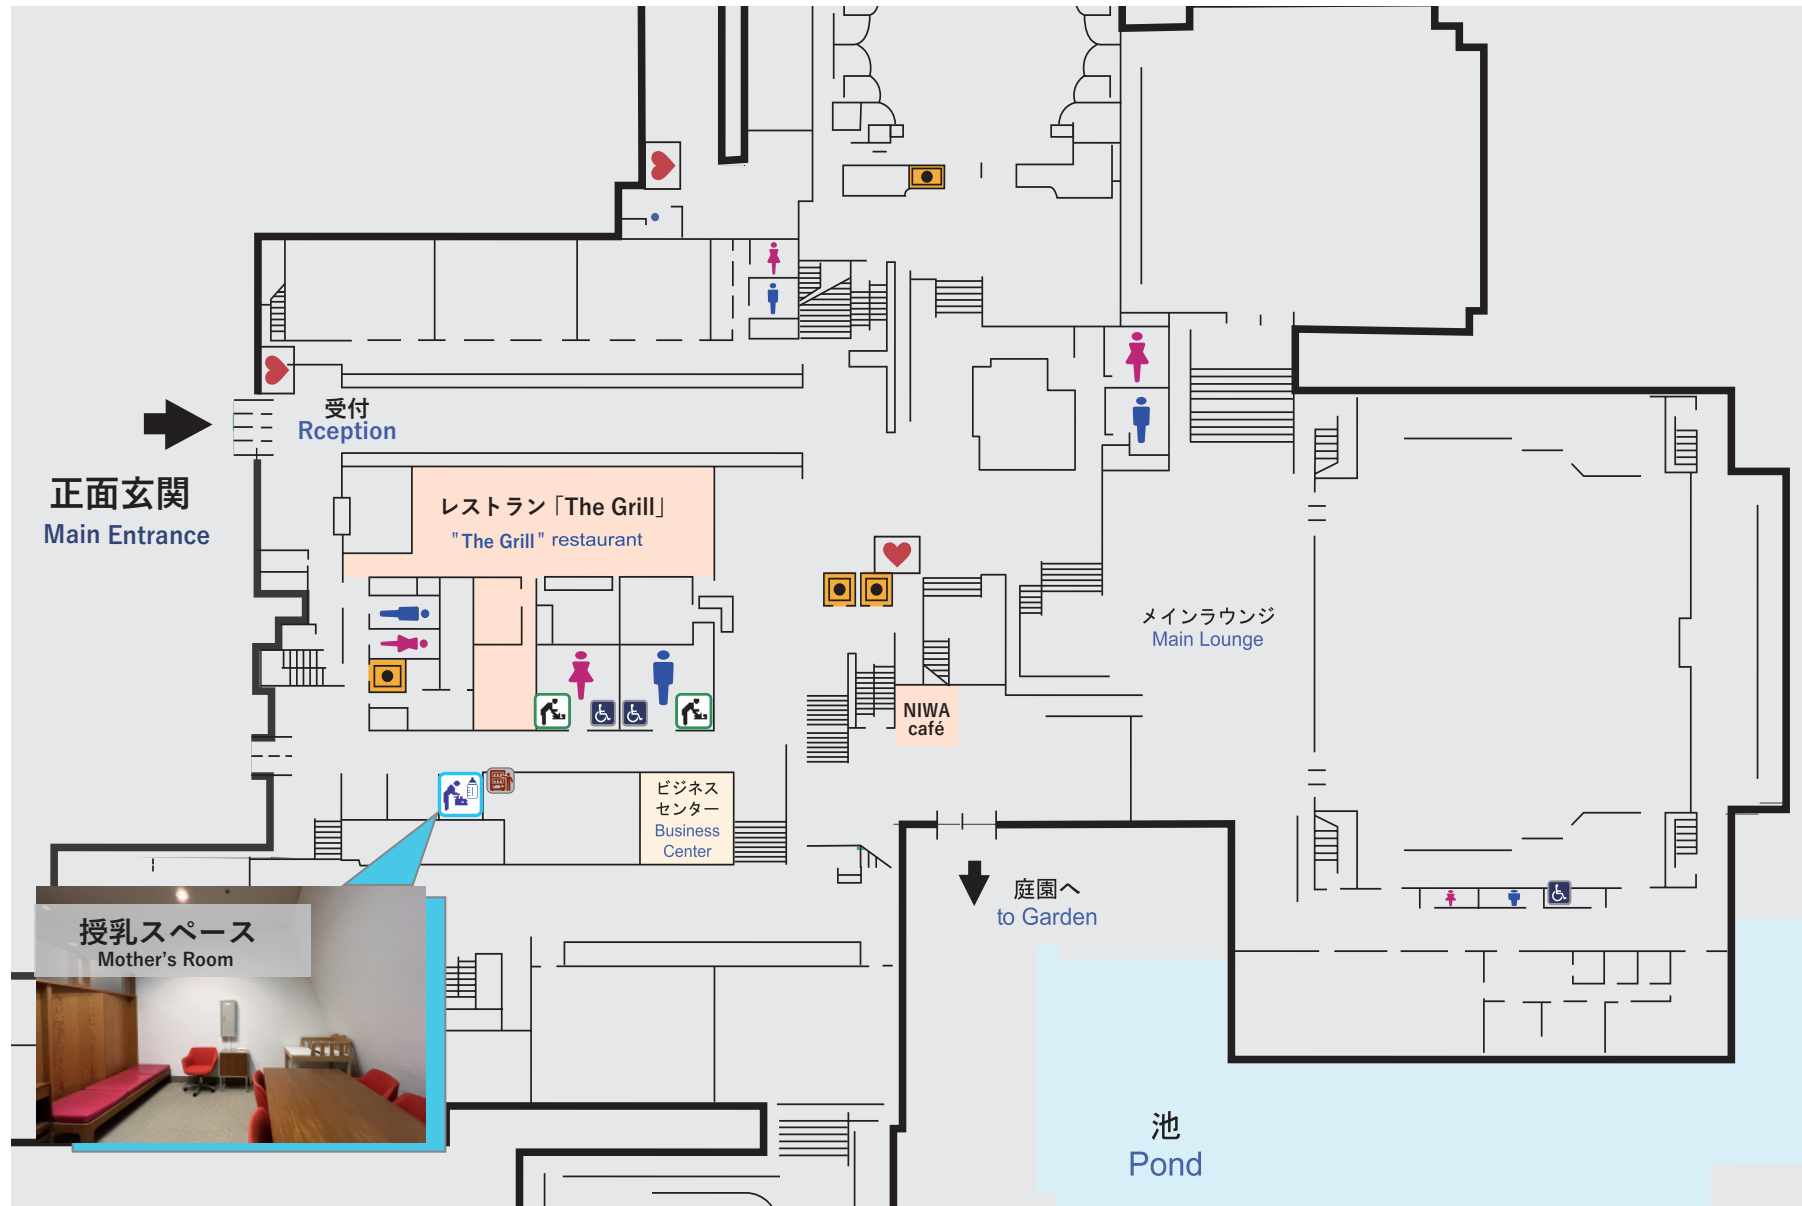 受付
Rception
正面玄関
Main Entrance
レストラン「The Grill」
"The Grill" restaurant
メインラウンジ
Main Lounge
NIWA
café
ビジネス
センター
Business
Center
庭園へ
to Garden
授乳スペース
Mother's Room
池
Pond